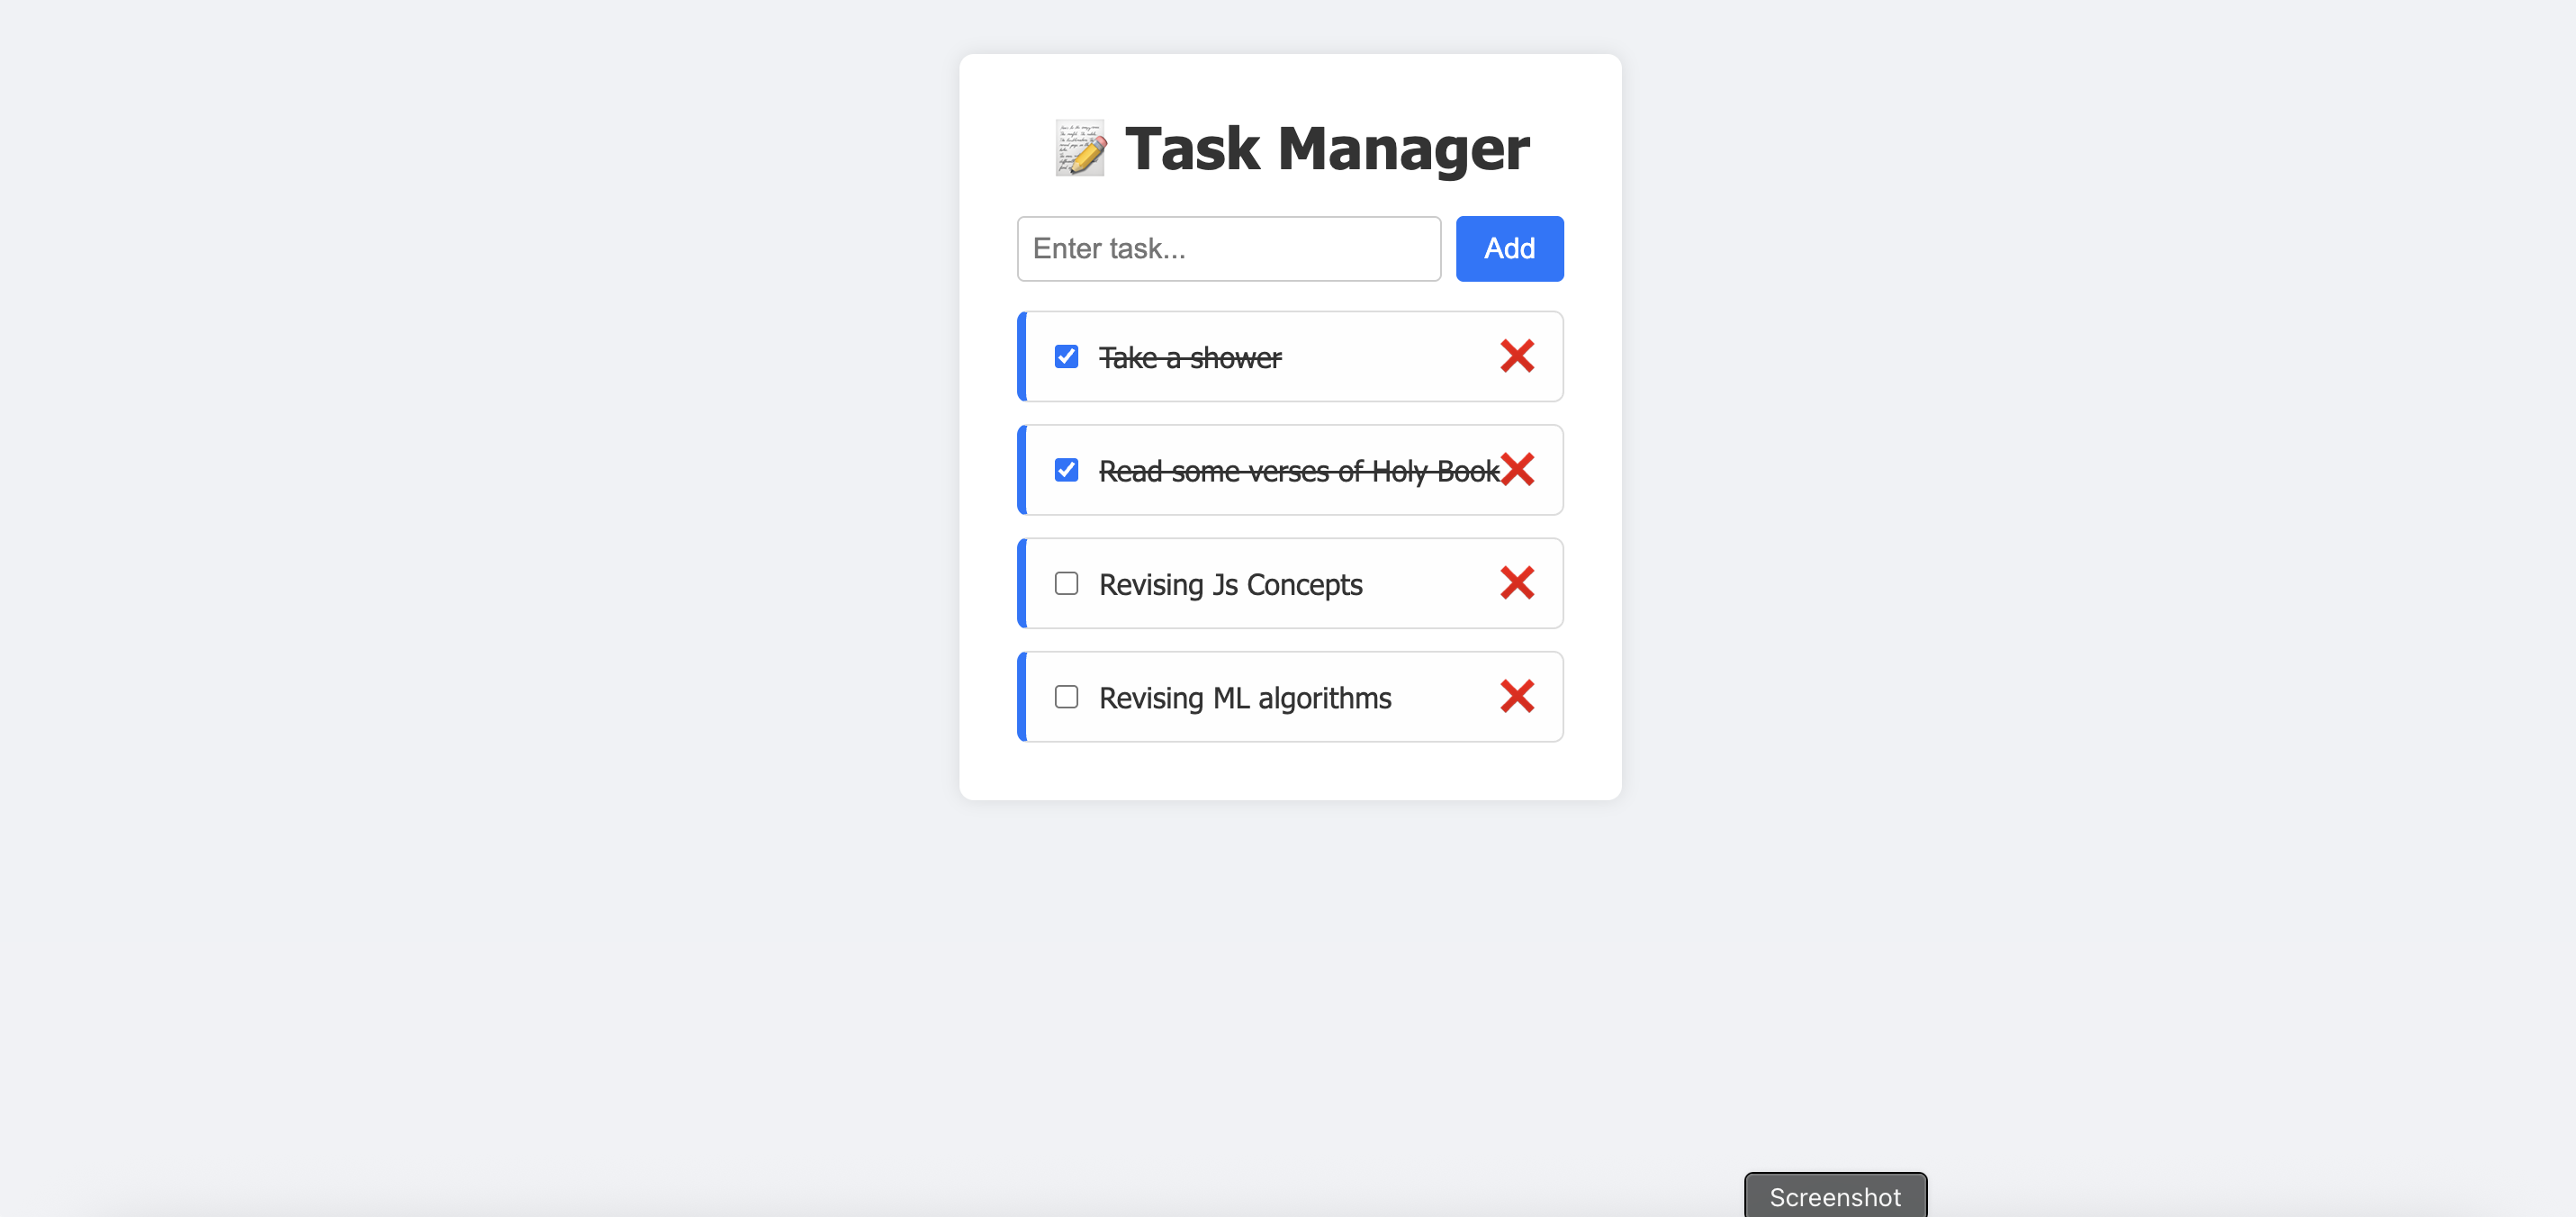 Task Manager
Enter task...
Add
Take a shower
Read some verses of Holy Book
Revising Js Concepts
Revising ML algorithms
Screenshot